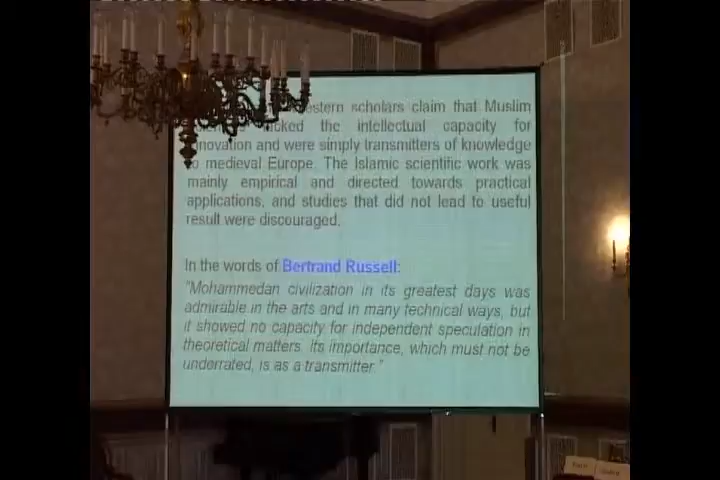 estern scholars claim that Muslim
the intellectual capacity for
and were simply transmitters of knowledge
medieval Europe. The Islamic scientific work was
mainly empirical and directed towards practical
applications, and studies that did not lead to useful
result were discouraged.
In the words of Bertrand Russell:
"Mohammedan civilization in its greatest days was
admirable in the arts and in many technical ways, but
it showed no capacity for independent speculation in
theoretical matters. Its importance, which must not be
underrated, is as a transmitter."